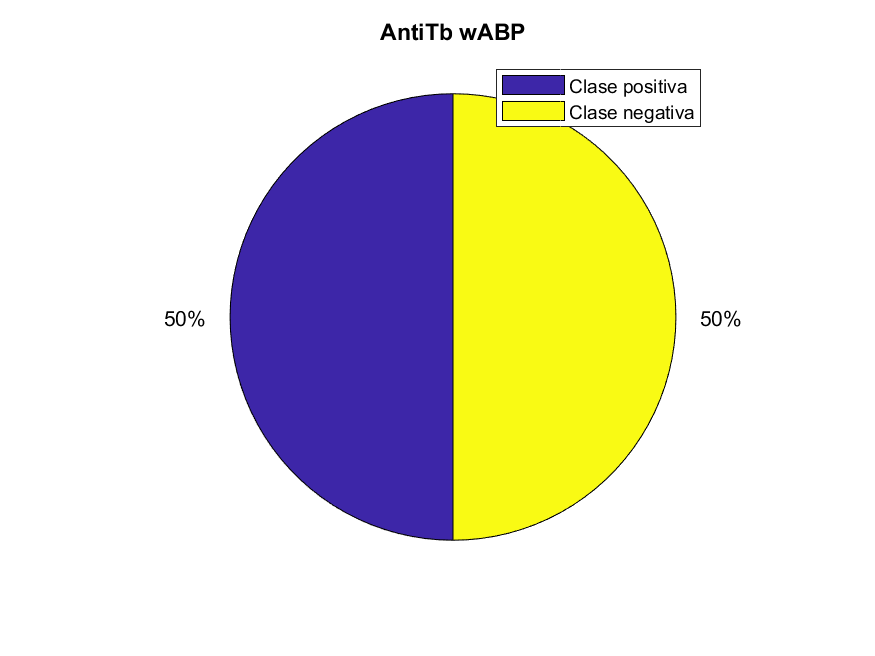 AntiTb wABP
Clase positiva
Clase negativa
50%
50%